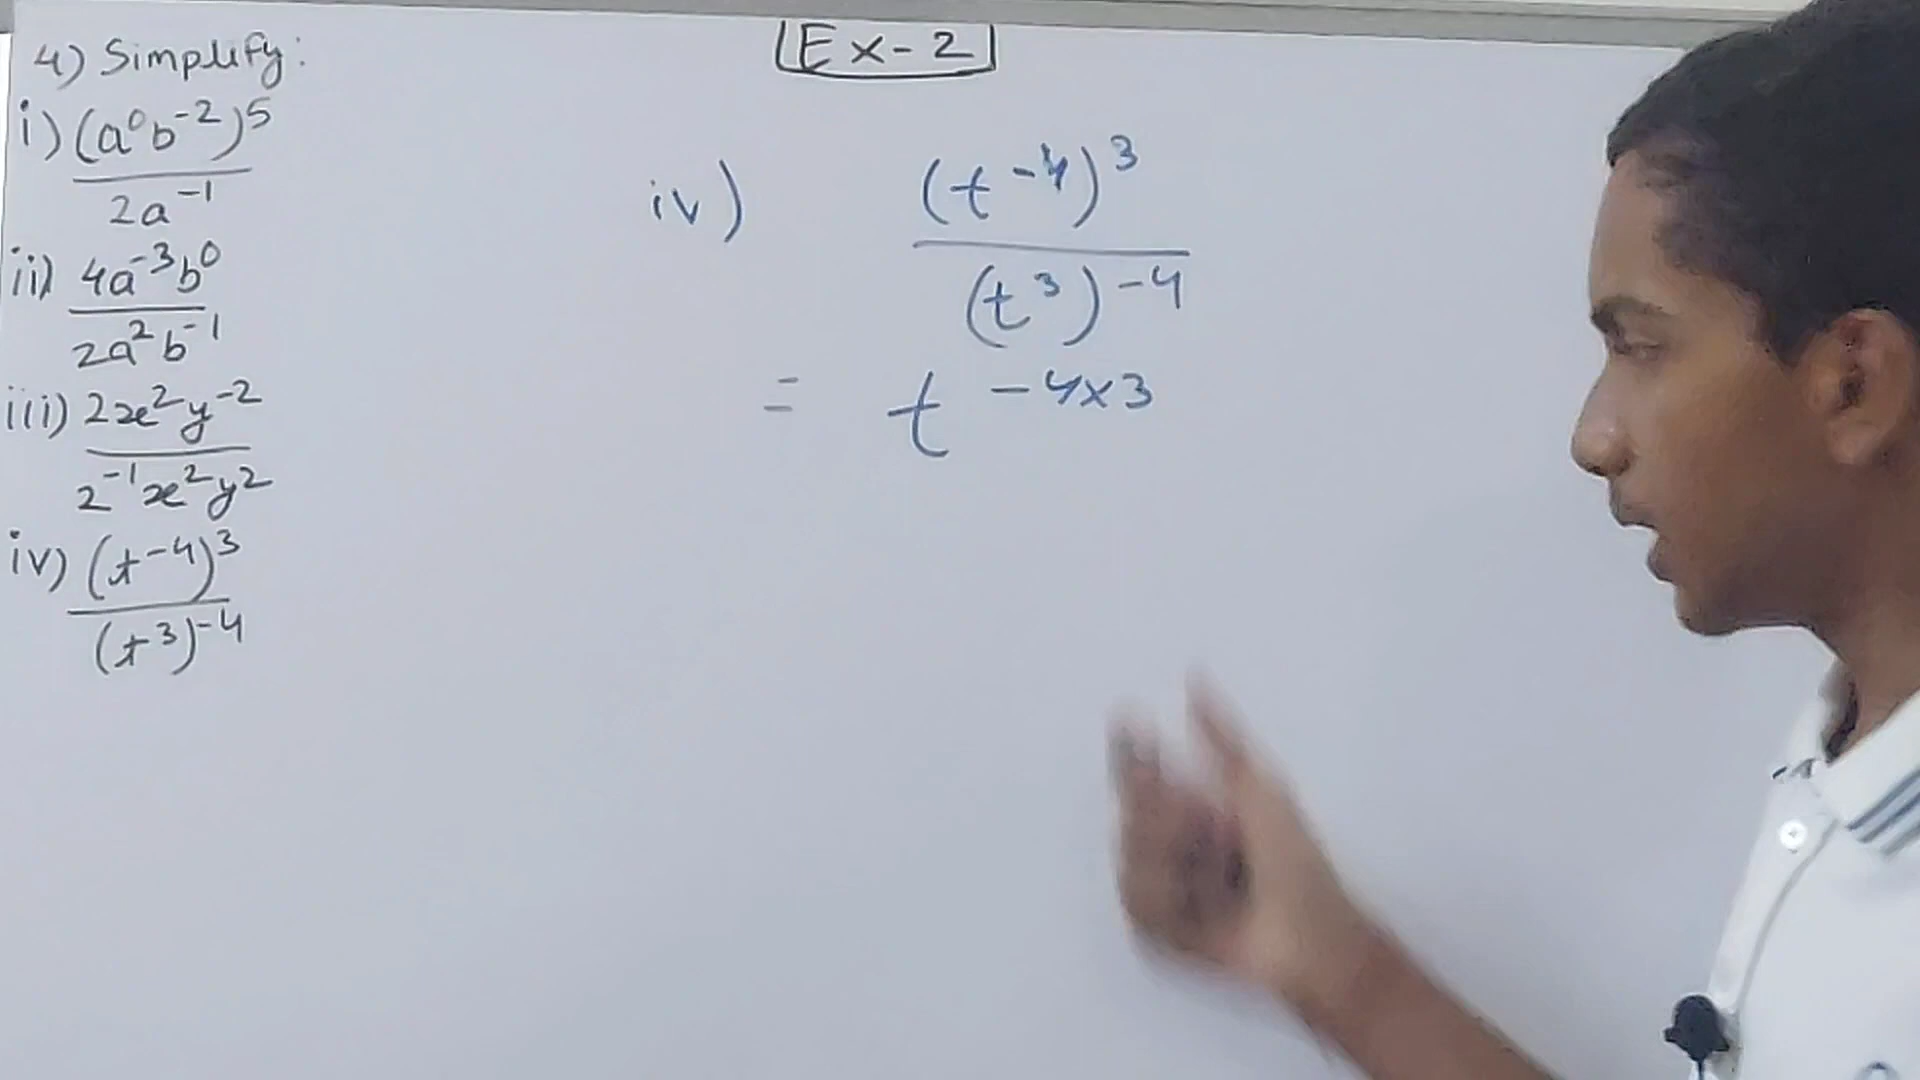 4) Simplify:
i) (a⁰b⁻²)⁵
2a⁻¹
ii) 4a⁻³b⁰
2a²b⁻¹
iii) 2x²y⁻²
2⁻¹x²y²
iv) (t⁻⁴)³
(t³)⁻⁴
Ex-2
iv) (t⁻⁴)³
(t³)⁻⁴
= t⁻⁴ˣ³